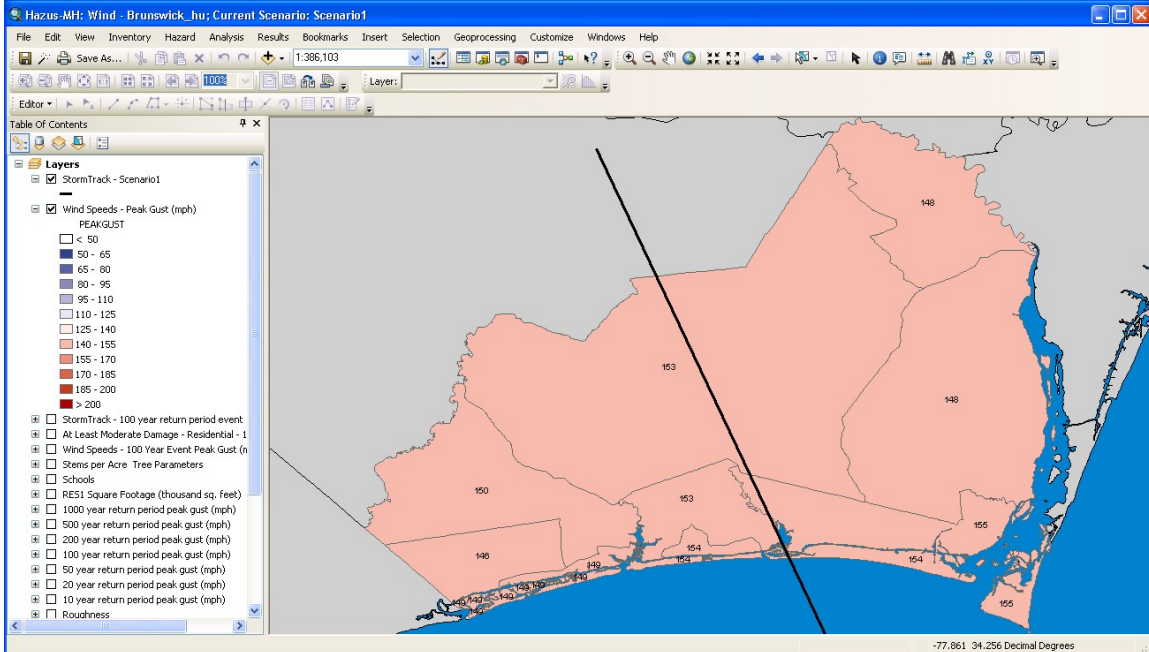 Hazus-MH: Wind - Brunswick_hu; Current Scenario: Scenario1
File Edit View Inventory Hazard Analysis Results Bookmarks Insert Selection Geoprocessing Customize Windows Help
Save As... 1:386,103
100% Layer:
Editor
Table Of Contents
Layers
StormTrack - Scenario1
Wind Speeds - Peak Gust (mph)
PEAKGUST
< 50
50 - 65
65 - 80
80 - 95
95 - 110
110 - 125
125 - 140
140 - 155
155 - 170
170 - 185
185 - 200
> 200
StormTrack - 100 year return period event
At Least Moderate Damage - Residential - 1
Wind Speeds - 100 Year Event Peak Gust (n
Stems per Acre Tree Parameters
Schools
RES1 Square Footage (thousand sq. feet)
1000 year return period peak gust (mph)
500 year return period peak gust (mph)
200 year return period peak gust (mph)
100 year return period peak gust (mph)
50 year return period peak gust (mph)
20 year return period peak gust (mph)
10 year return period peak gust (mph)
Roughness
148
153
148
150
153
155
146
154
154
154
149
149
149
149
149
149
149
149
155
-77.861 34.256 Decimal Degrees